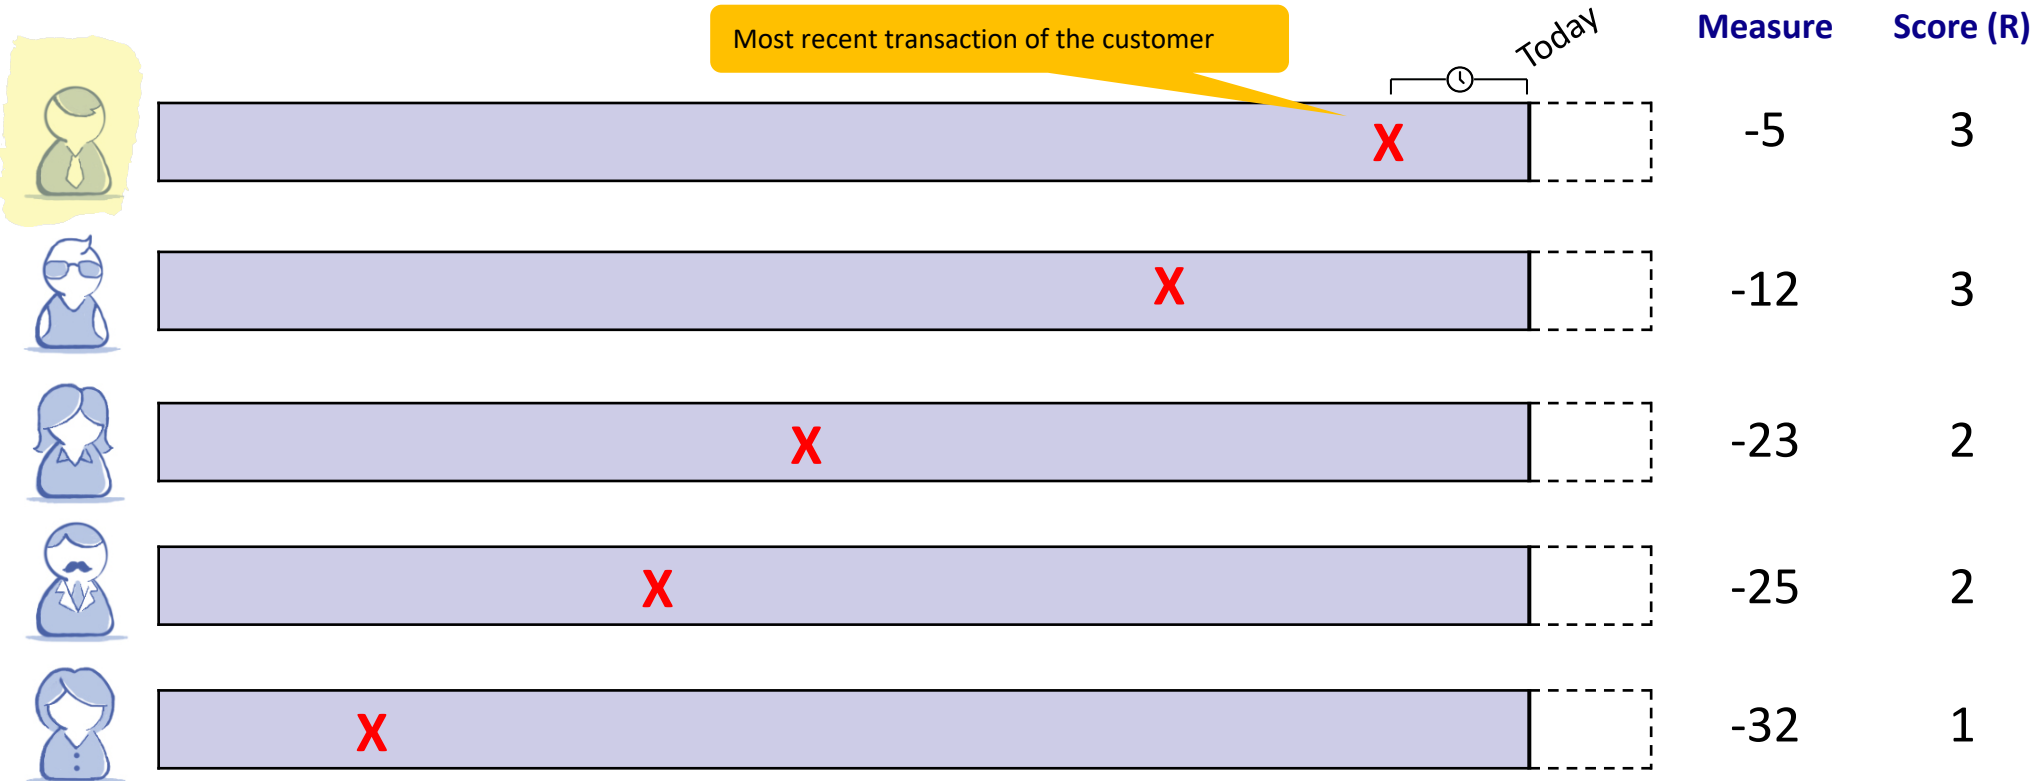 Most recent transaction of the customer
Today
Measure Score (R)
X
-5 3
X
-12 3
X
-23 2
X
-25 2
X
-32 1